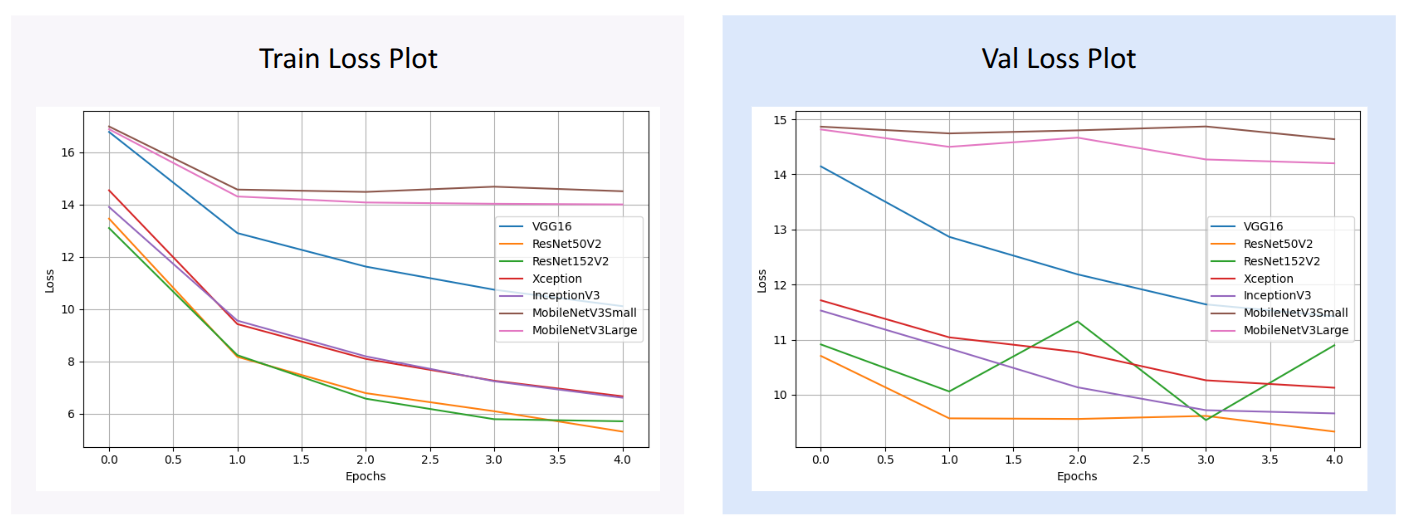 Train Loss Plot
16
14
12
10
8
6
Loss
0.0 0.5 1.0 1.5 2.0 2.5 3.0 3.5 4.0
Epochs
VGG16
ResNet50V2
ResNet152V2
Xception
InceptionV3
MobileNetV3Small
MobileNetV3Large
Val Loss Plot
15
14
13
12
11
10
Loss
0.0 0.5 1.0 1.5 2.0 2.5 3.0 3.5 4.0
Epochs
VGG16
ResNet50V2
ResNet152V2
Xception
InceptionV3
MobileNetV3Small
MobileNetV3Large